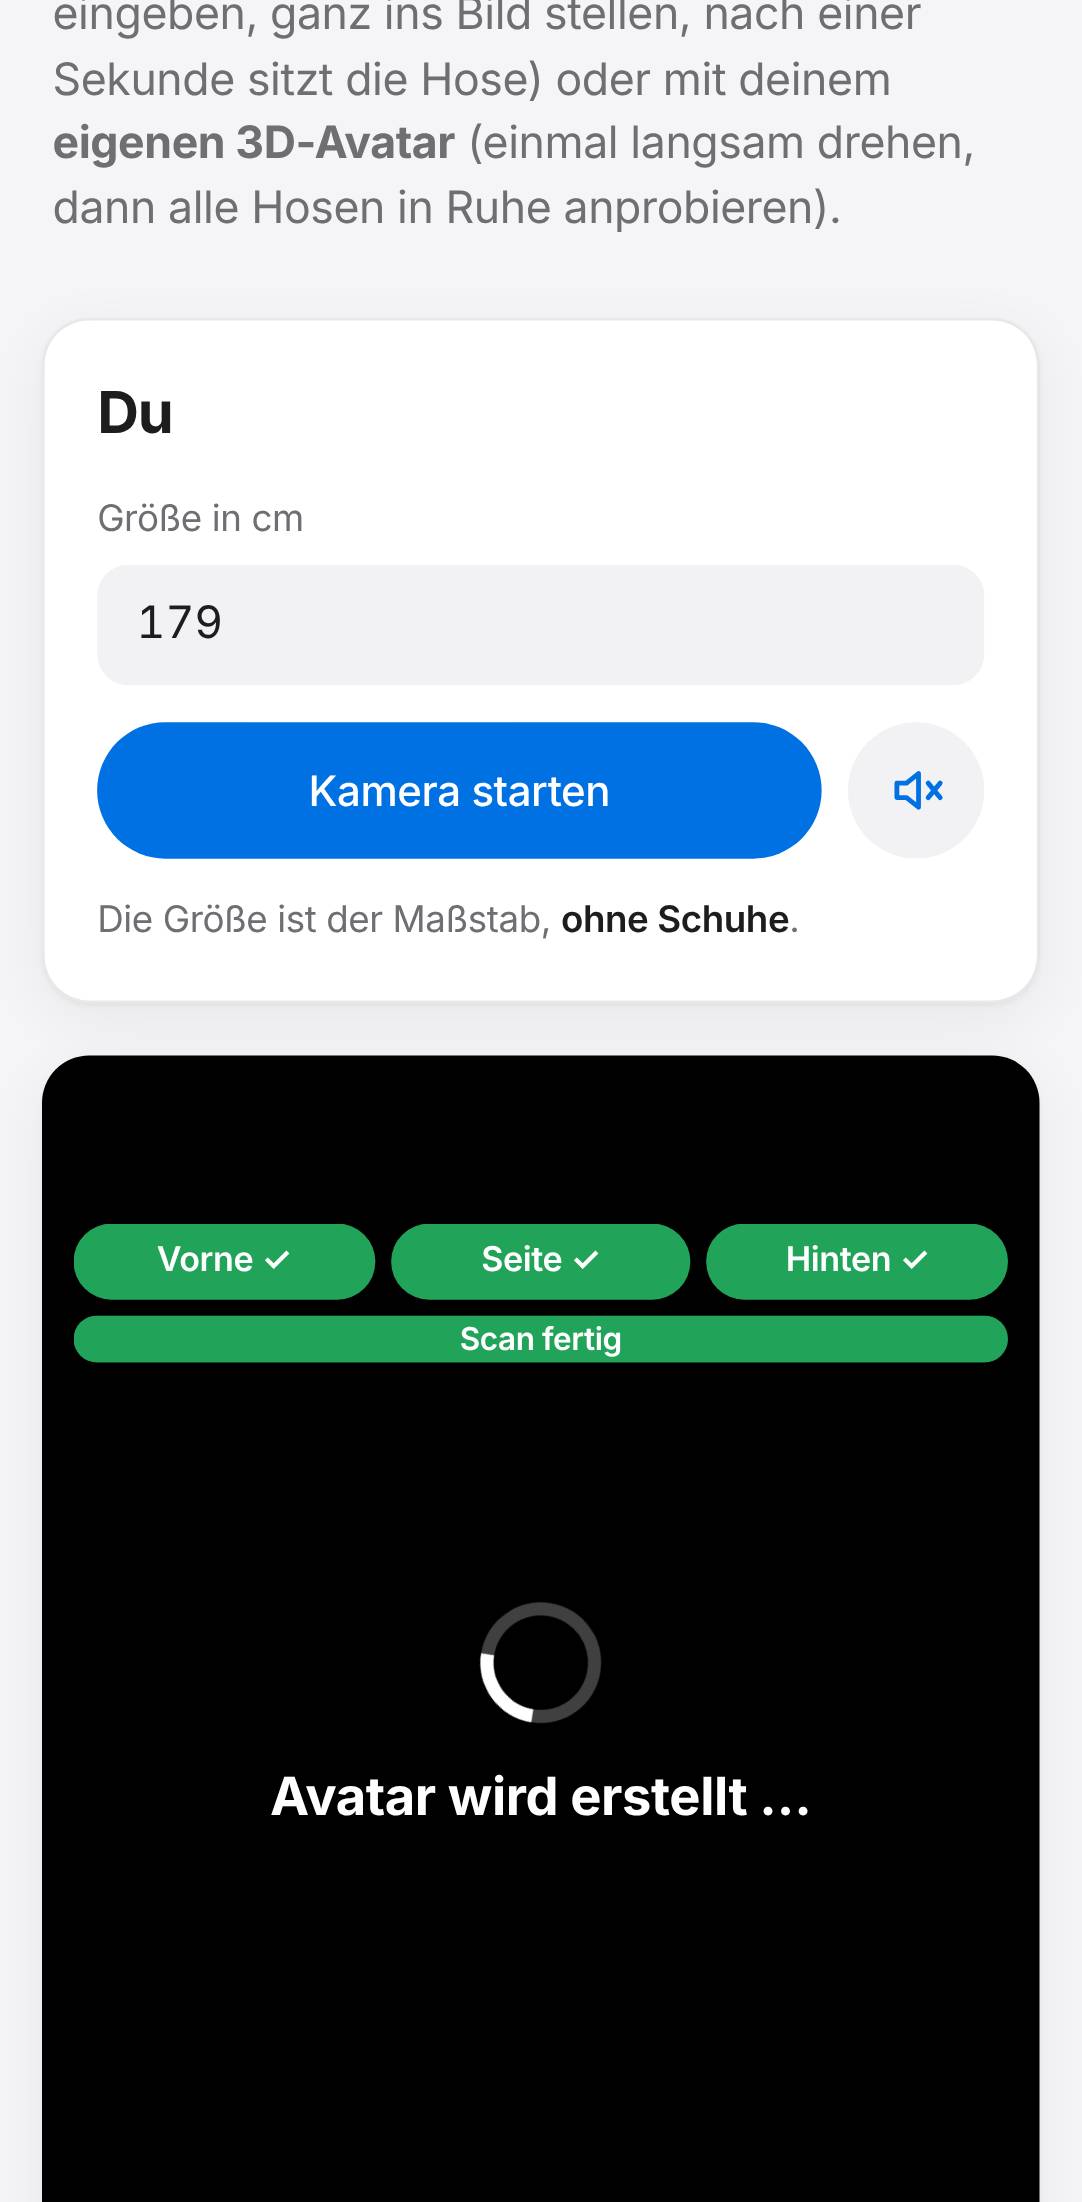 eingeben, ganz ins Bild stellen, nach einer
Sekunde sitzt die Hose) oder mit deinem
eigenen 3D-Avatar (einmal langsam drehen,
dann alle Hosen in Ruhe anprobieren).
Du
Größe in cm
179
Kamera starten
Die Größe ist der Maßstab, ohne Schuhe.
Vorne ✓ Seite ✓ Hinten ✓
Scan fertig
Avatar wird erstellt ...